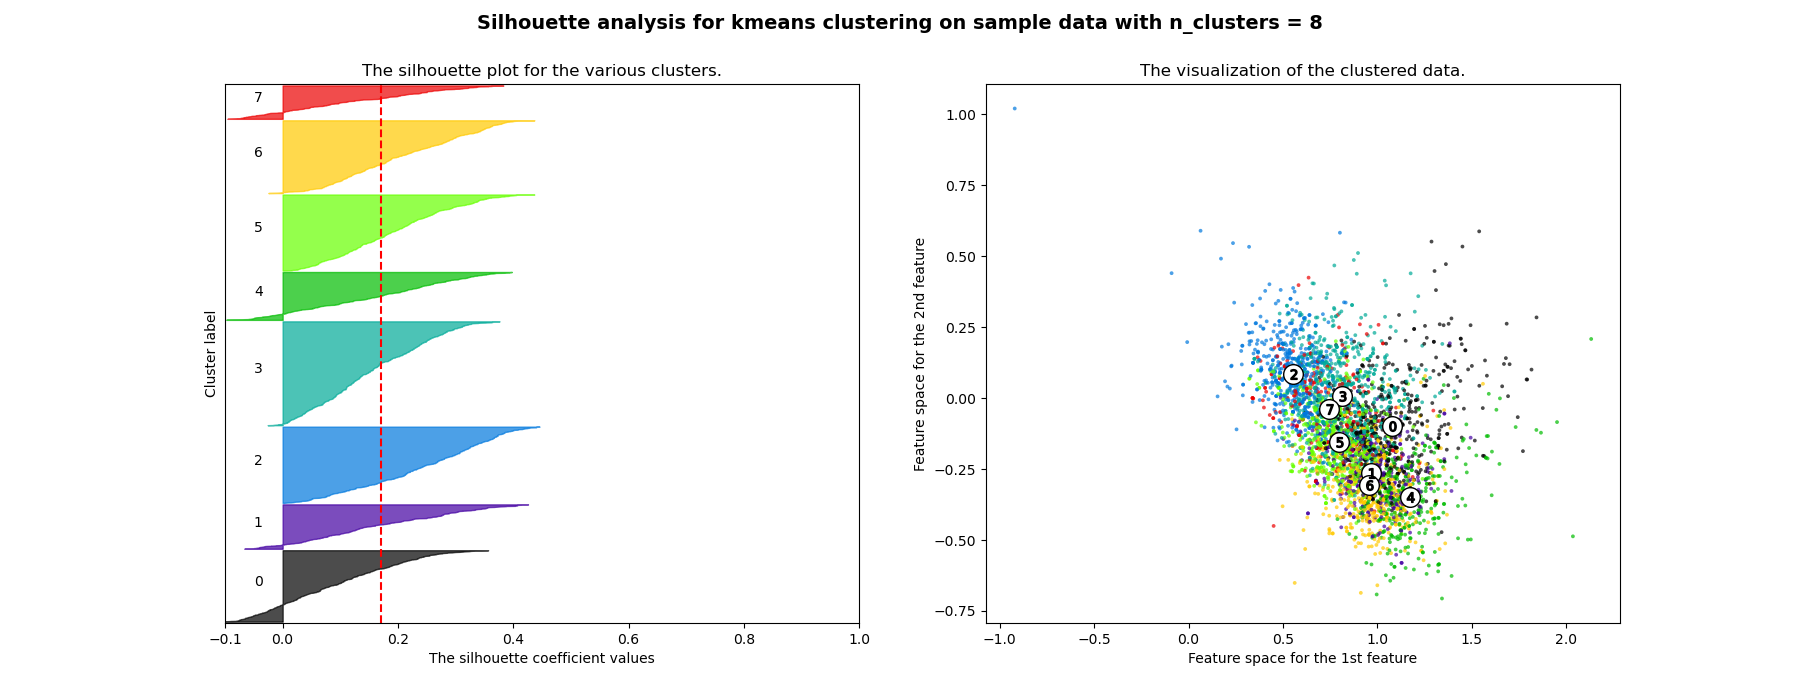 Silhouette analysis for kmeans clustering on sample data with n_clusters = 8
The silhouette plot for the various clusters.
7
6
5
4
3
2
1
0
Cluster label
−0.1 0.0 0.2 0.4 0.6 0.8 1.0
The silhouette coefficient values
The visualization of the clustered data.
1.00
0.75
0.50
0.25
0.00
−0.25
−0.50
−0.75
Feature space for the 2nd feature
2
3
7
0
5
1
6
4
−1.0 −0.5 0.0 0.5 1.0 1.5 2.0
Feature space for the 1st feature